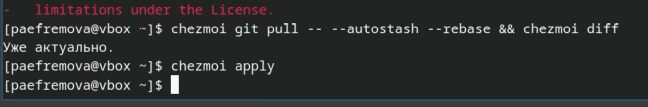 -   limitations under the License.
[paefremova@vbox ~]$ chezmoi git pull -- --autostash --rebase && chezmoi diff
Уже актуально.
[paefremova@vbox ~]$ chezmoi apply
[paefremova@vbox ~]$